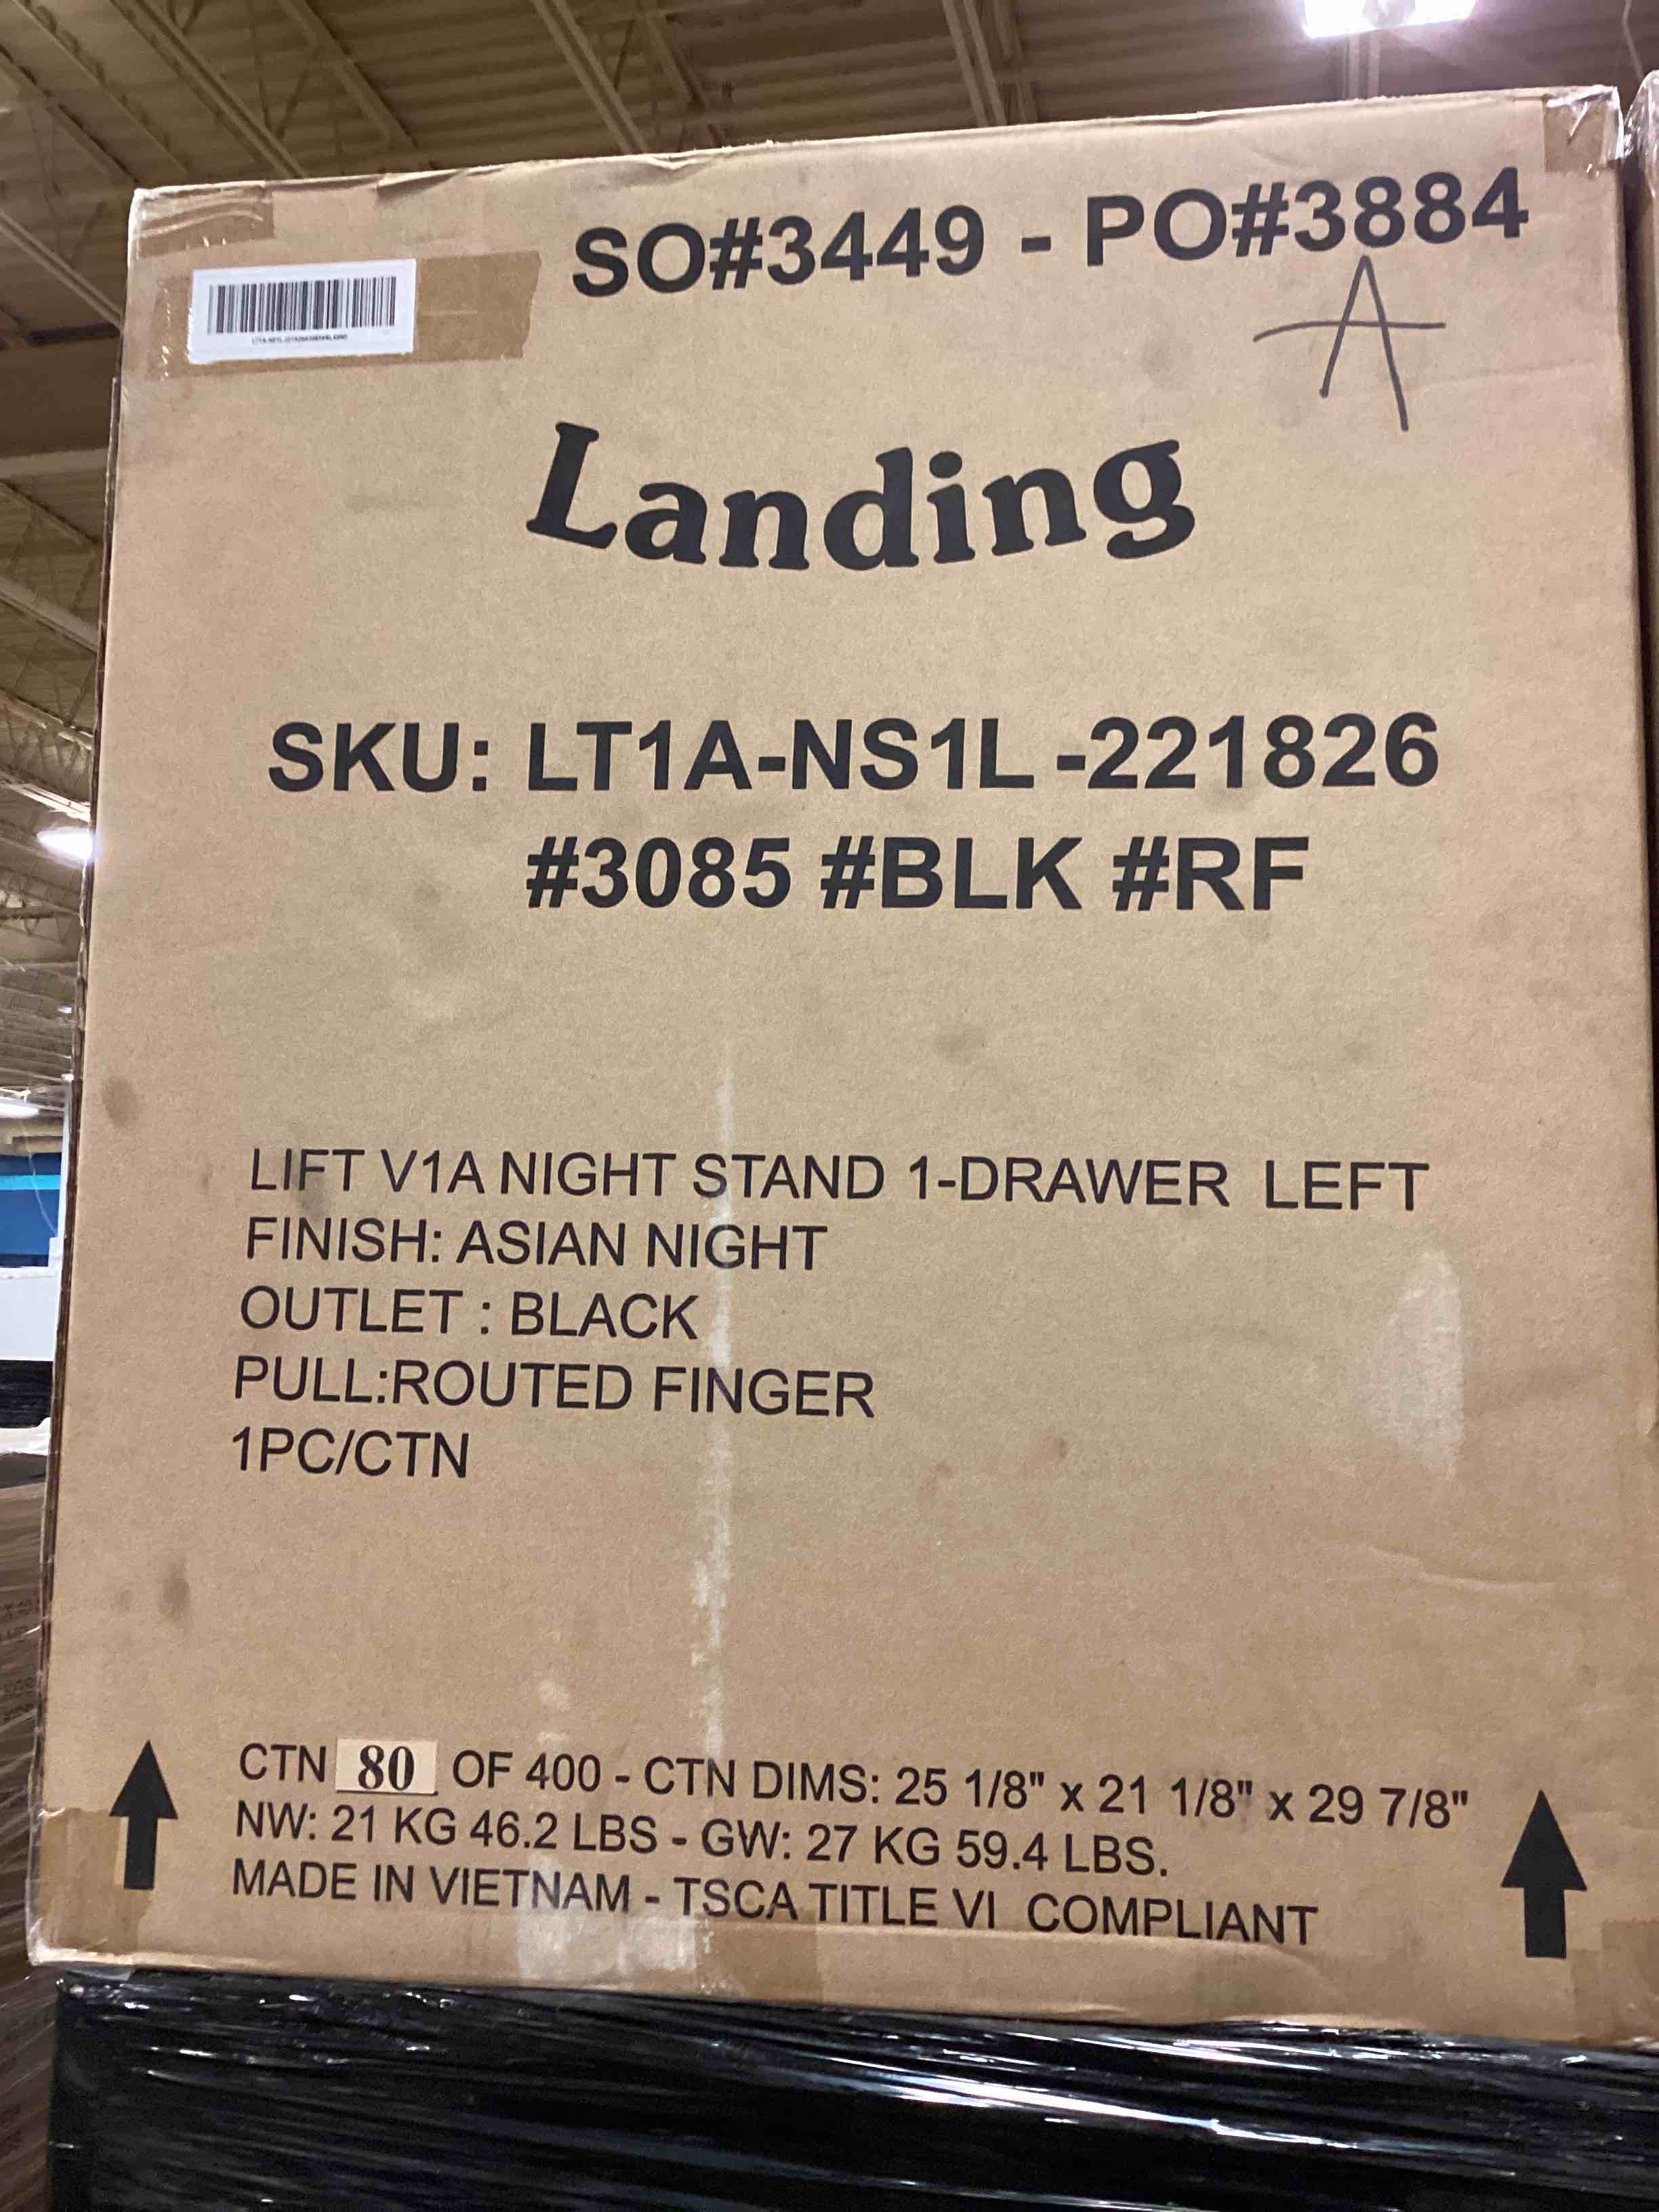 SO#3449 - PO#3884
A
Landing
SKU: LT1A-NS1L -221826
#3085 #BLK #RF
LIFT V1A NIGHT STAND 1-DRAWER LEFT
FINISH: ASIAN NIGHT
OUTLET : BLACK
PULL:ROUTED FINGER
1PC/CTN
CTN 80 OF 400 - CTN DIMS: 25 1/8" x 21 1/8" x 29 7/8"
NW: 21 KG 46.2 LBS - GW: 27 KG 59.4 LBS.
MADE IN VIETNAM - TSCA TITLE VI COMPLIANT